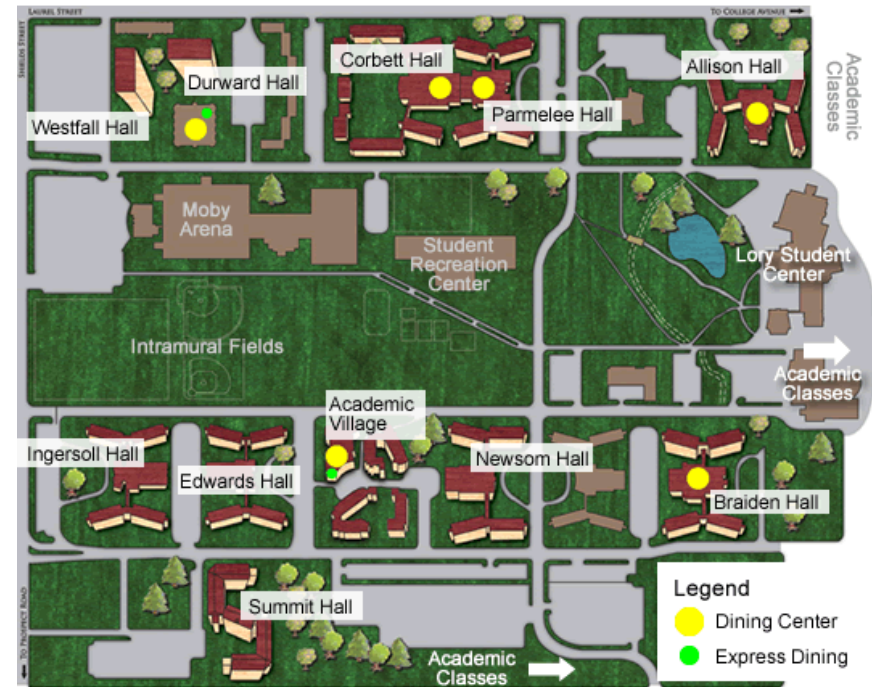 LAUREL STREET
TO COLLEGE AVENUE
SHIELDS STREET
Corbett Hall
Durward Hall
Allison Hall
Academic
Classes
Westfall Hall
Parmelee Hall
Moby
Arena
Student
Recreation
Center
Lory Student
Center
Intramural Fields
Academic
Classes
Academic
Village
Ingersoll Hall
Edwards Hall
Newsom Hall
Braiden Hall
Summit Hall
Legend
Dining Center
Express Dining
TO PROSPECT ROAD
Academic
Classes